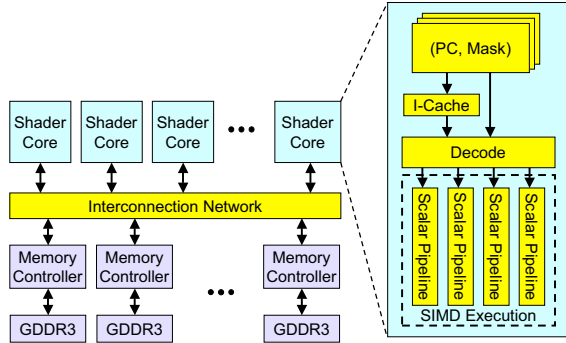 Shader
Core
Shader
Core
Shader
Core
•••
Shader
Core
Interconnection Network
Memory
Controller
Memory
Controller
•••
Memory
Controller
GDDR3
GDDR3
GDDR3
(PC, Mask)
I-Cache
Decode
Scalar Pipeline
Scalar Pipeline
Scalar Pipeline
Scalar Pipeline
SIMD Execution